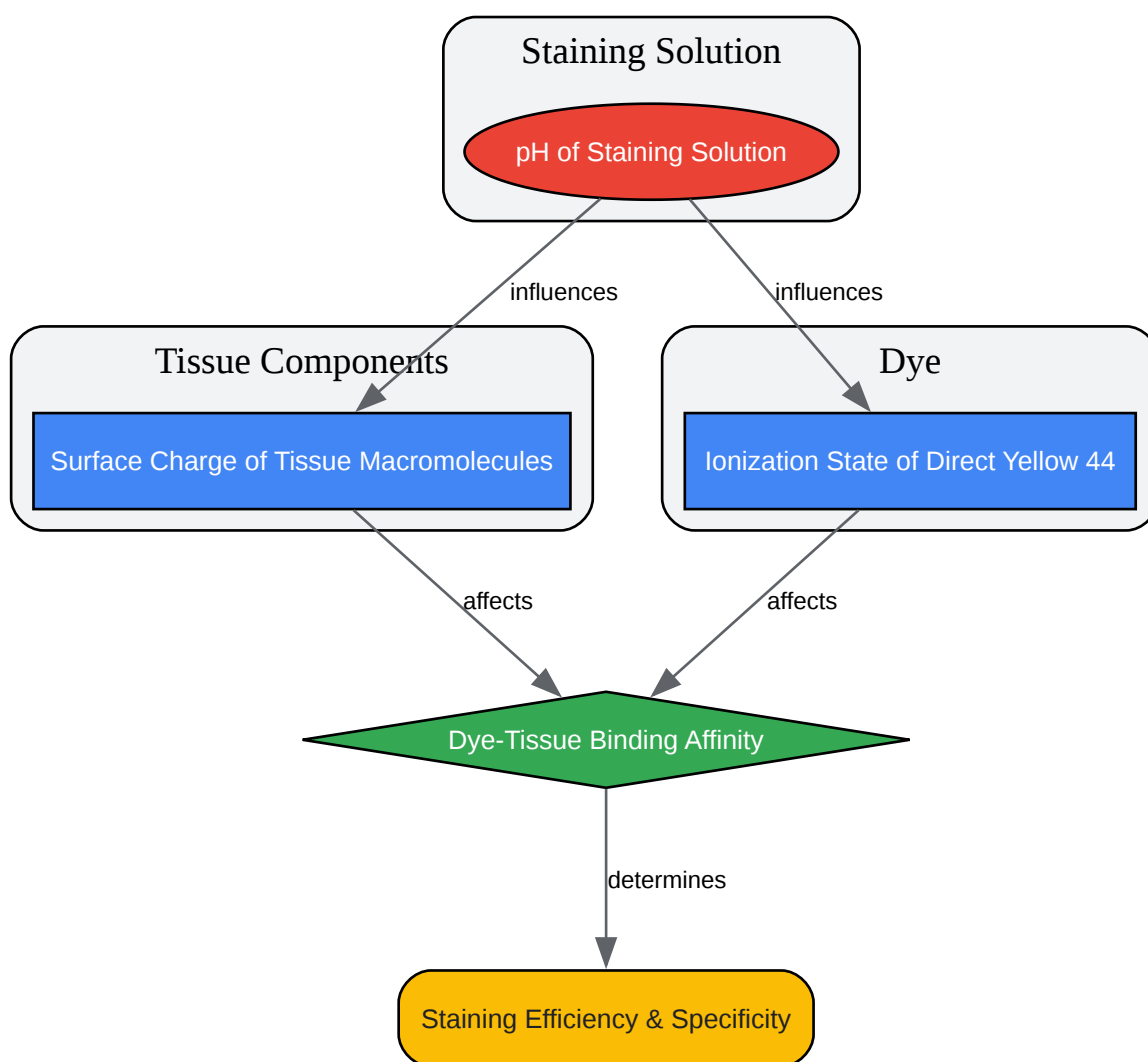 Staining Solution
pH of Staining Solution
influences
influences
Tissue Components
Dye
Surface Charge of Tissue Macromolecules
Ionization State of Direct Yellow 44
affects
affects
Dye-Tissue Binding Affinity
determines
Staining Efficiency & Specificity